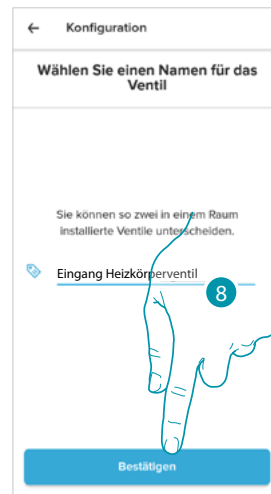 ← Konfiguration
Wählen Sie einen Namen für das
Ventil
Sie können so zwei in einem Raum
installierte Ventile unterscheiden.
Eingang Heizkörperventil
8
Bestätigen